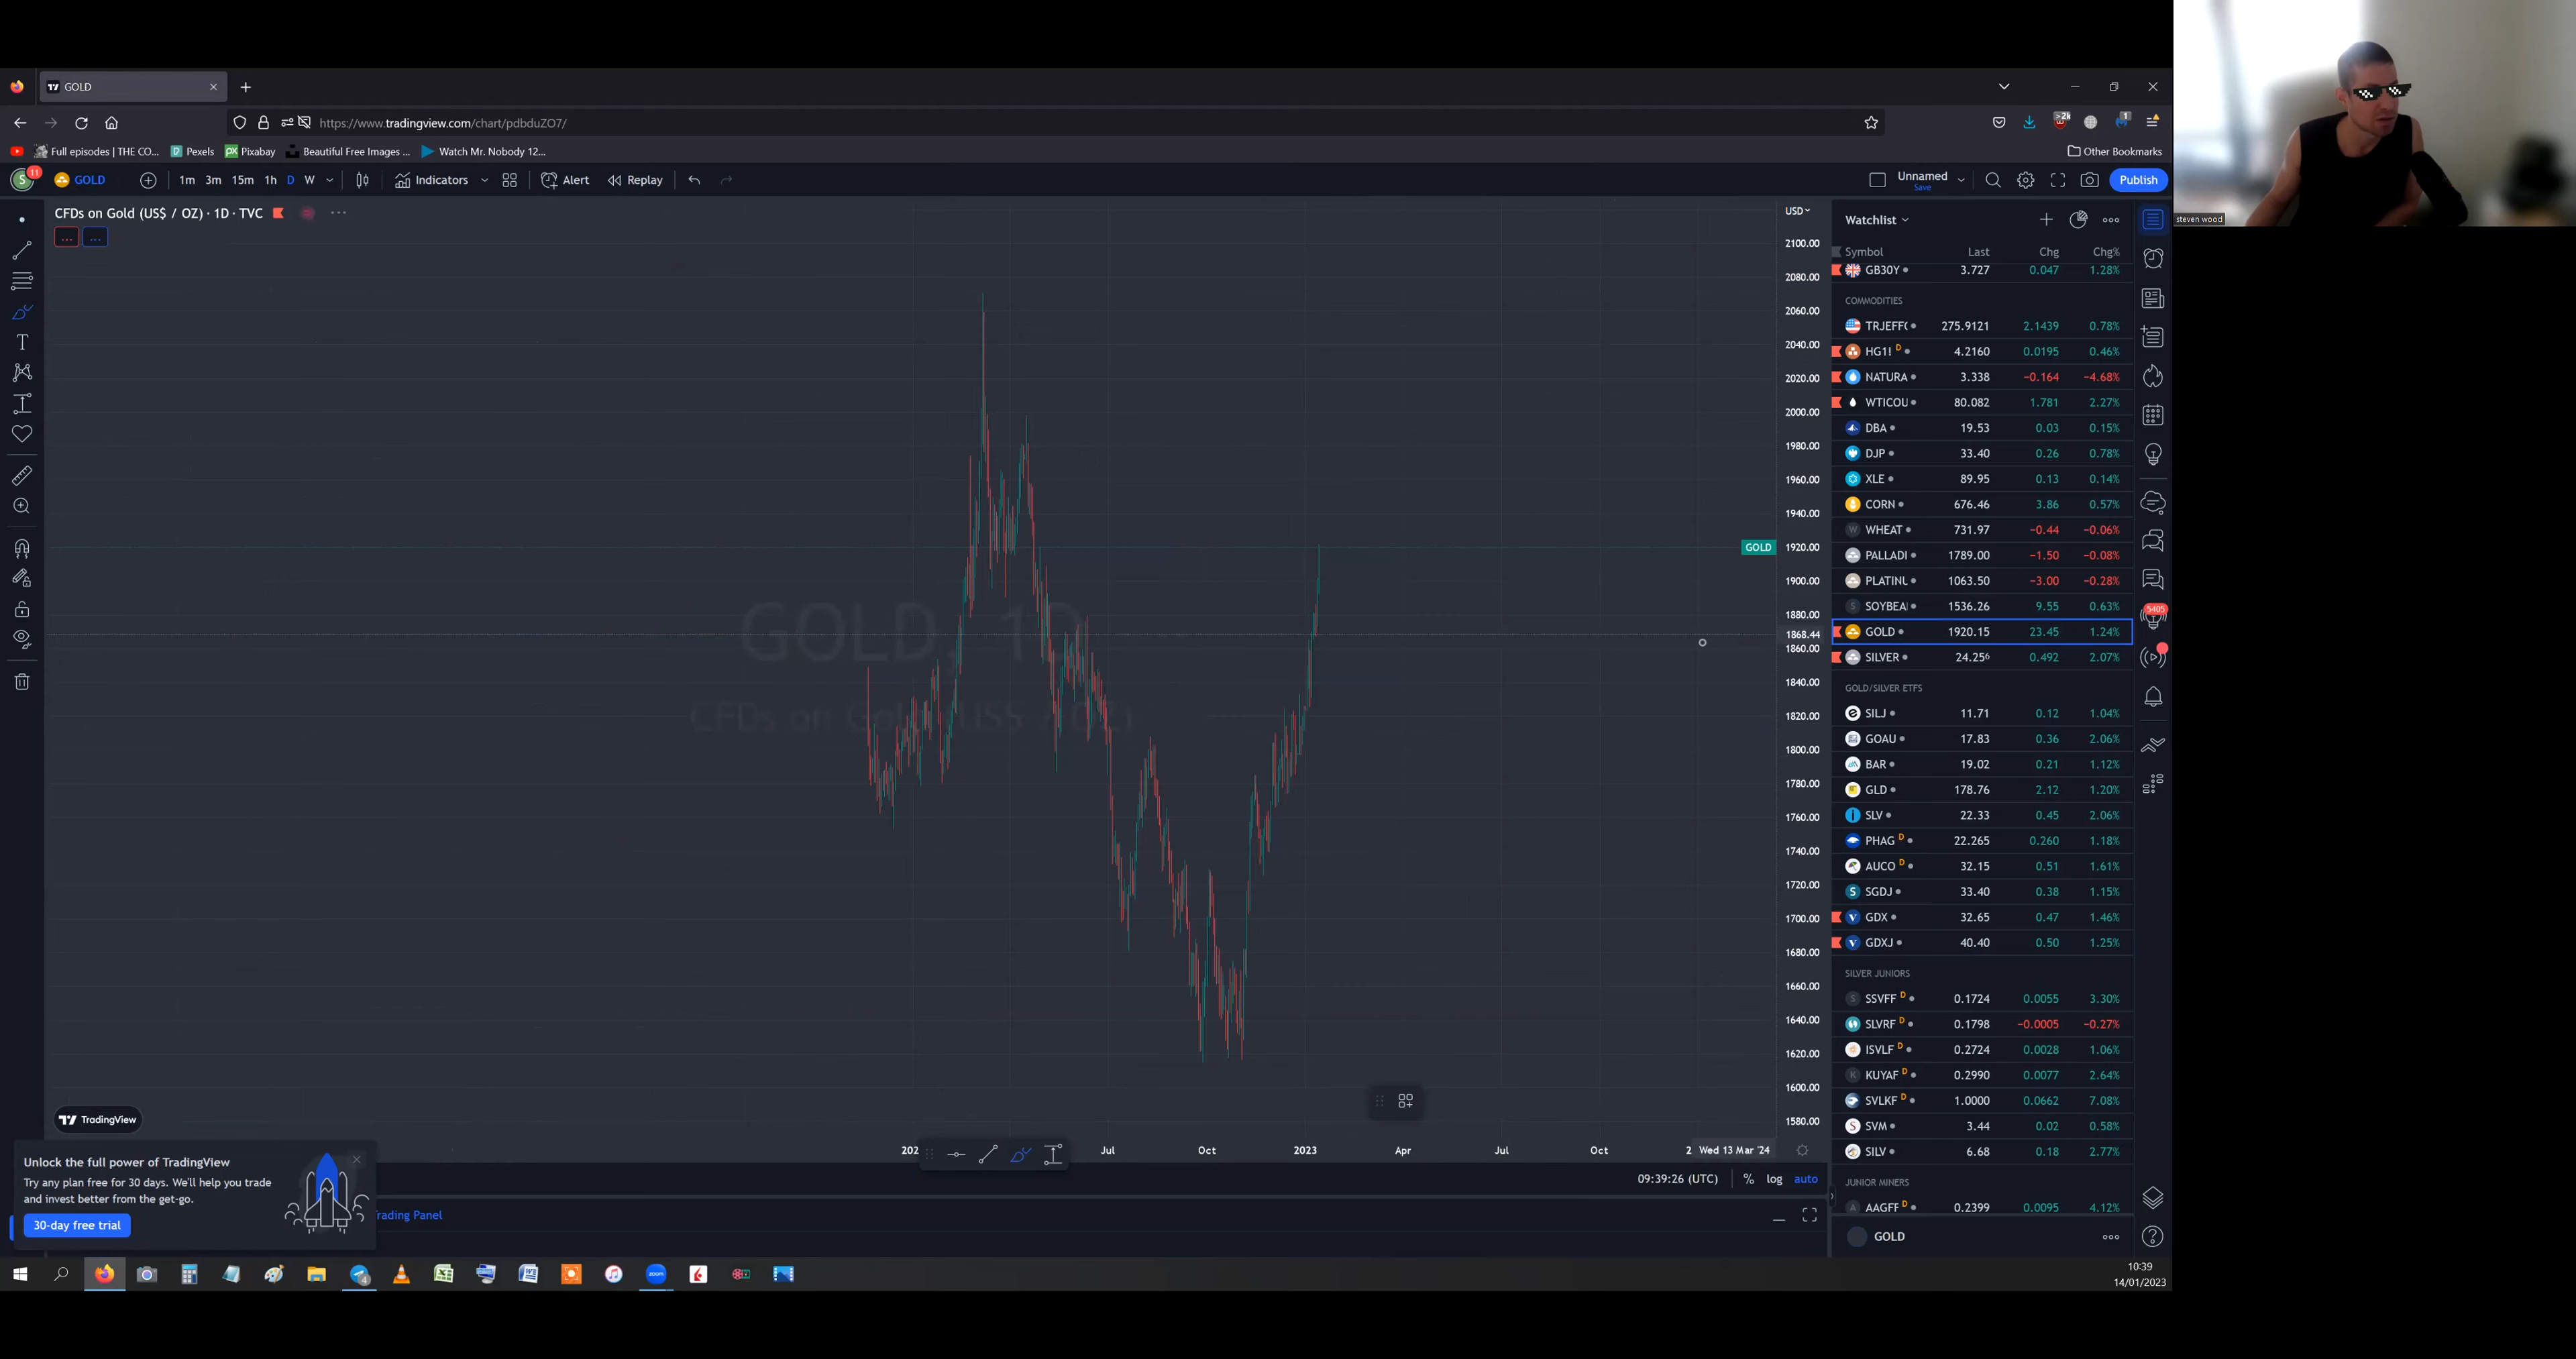 GOLD
https://www.tradingview.com/chart/pdbduZO7/
Full episodes | THE CO...
Pexels
Pixabay
Beautiful Free Images ...
Watch Mr. Nobody 12...
Other Bookmarks
>2k
1
S
11
GOLD
1m 3m 15m 1h D W
Indicators
Alert
Replay
Unnamed
Save
Publish
steven wood
CFDs on Gold (US$ / OZ) · 1D · TVC
USD
2100.00
2080.00
2060.00
2040.00
2020.00
2000.00
1980.00
1960.00
1940.00
GOLD 1920.00
1900.00
1880.00
1868.44
1860.00
1840.00
1820.00
1800.00
1780.00
1760.00
1740.00
1720.00
1700.00
1680.00
1660.00
1640.00
1620.00
1600.00
1580.00
GOLD, 1D
CFDs on Gold (US$ / OZ)
TradingView
202 Jul Oct 2023 Apr Jul Oct 2 Wed 13 Mar '24
09:39:26 (UTC) % log auto
Unlock the full power of TradingView
Try any plan free for 30 days. We'll help you trade
and invest better from the get-go.
30-day free trial
rading Panel
Watchlist
Symbol Last Chg Chg%
GB30Y 3.727 0.047 1.28%
COMMODITIES
TRJEFF 275.9121 2.1439 0.78%
HG1! D 4.2160 0.0195 0.46%
NATURA 3.338 −0.164 −4.68%
WTICOU 80.082 1.781 2.27%
DBA 19.53 0.03 0.15%
DJP 33.40 0.26 0.78%
XLE 89.95 0.13 0.14%
CORN 676.46 3.86 0.57%
W WHEAT 731.97 −0.44 −0.06%
PALLADI 1789.00 −1.50 −0.08%
PLATINU 1063.50 −3.00 −0.28%
S SOYBEA 1536.26 9.55 0.63%
GOLD 1920.15 23.45 1.24%
SILVER 24.256 0.492 2.07%
GOLD/SILVER ETFS
SILJ 11.71 0.12 1.04%
GOAU 17.83 0.36 2.06%
BAR 19.02 0.21 1.12%
GLD 178.76 2.12 1.20%
SLV 22.33 0.45 2.06%
PHAG D 22.265 0.260 1.18%
AUCO D 32.15 0.51 1.61%
S SGDJ 33.40 0.38 1.15%
V GDX 32.65 0.47 1.46%
V GDXJ 40.40 0.50 1.25%
SILVER JUNIORS
S SSVFF D 0.1724 0.0055 3.30%
SLVRF D 0.1798 −0.0005 −0.27%
ISVLF D 0.2724 0.0028 1.06%
K KUYAF D 0.2990 0.0077 2.64%
SVLKF D 1.0000 0.0662 7.08%
S SVM 3.44 0.02 0.58%
SILV 6.68 0.18 2.77%
JUNIOR MINERS
A AAGFF D 0.2399 0.0095 4.12%
GOLD
5405
4
zoom
10:39
14/01/2023